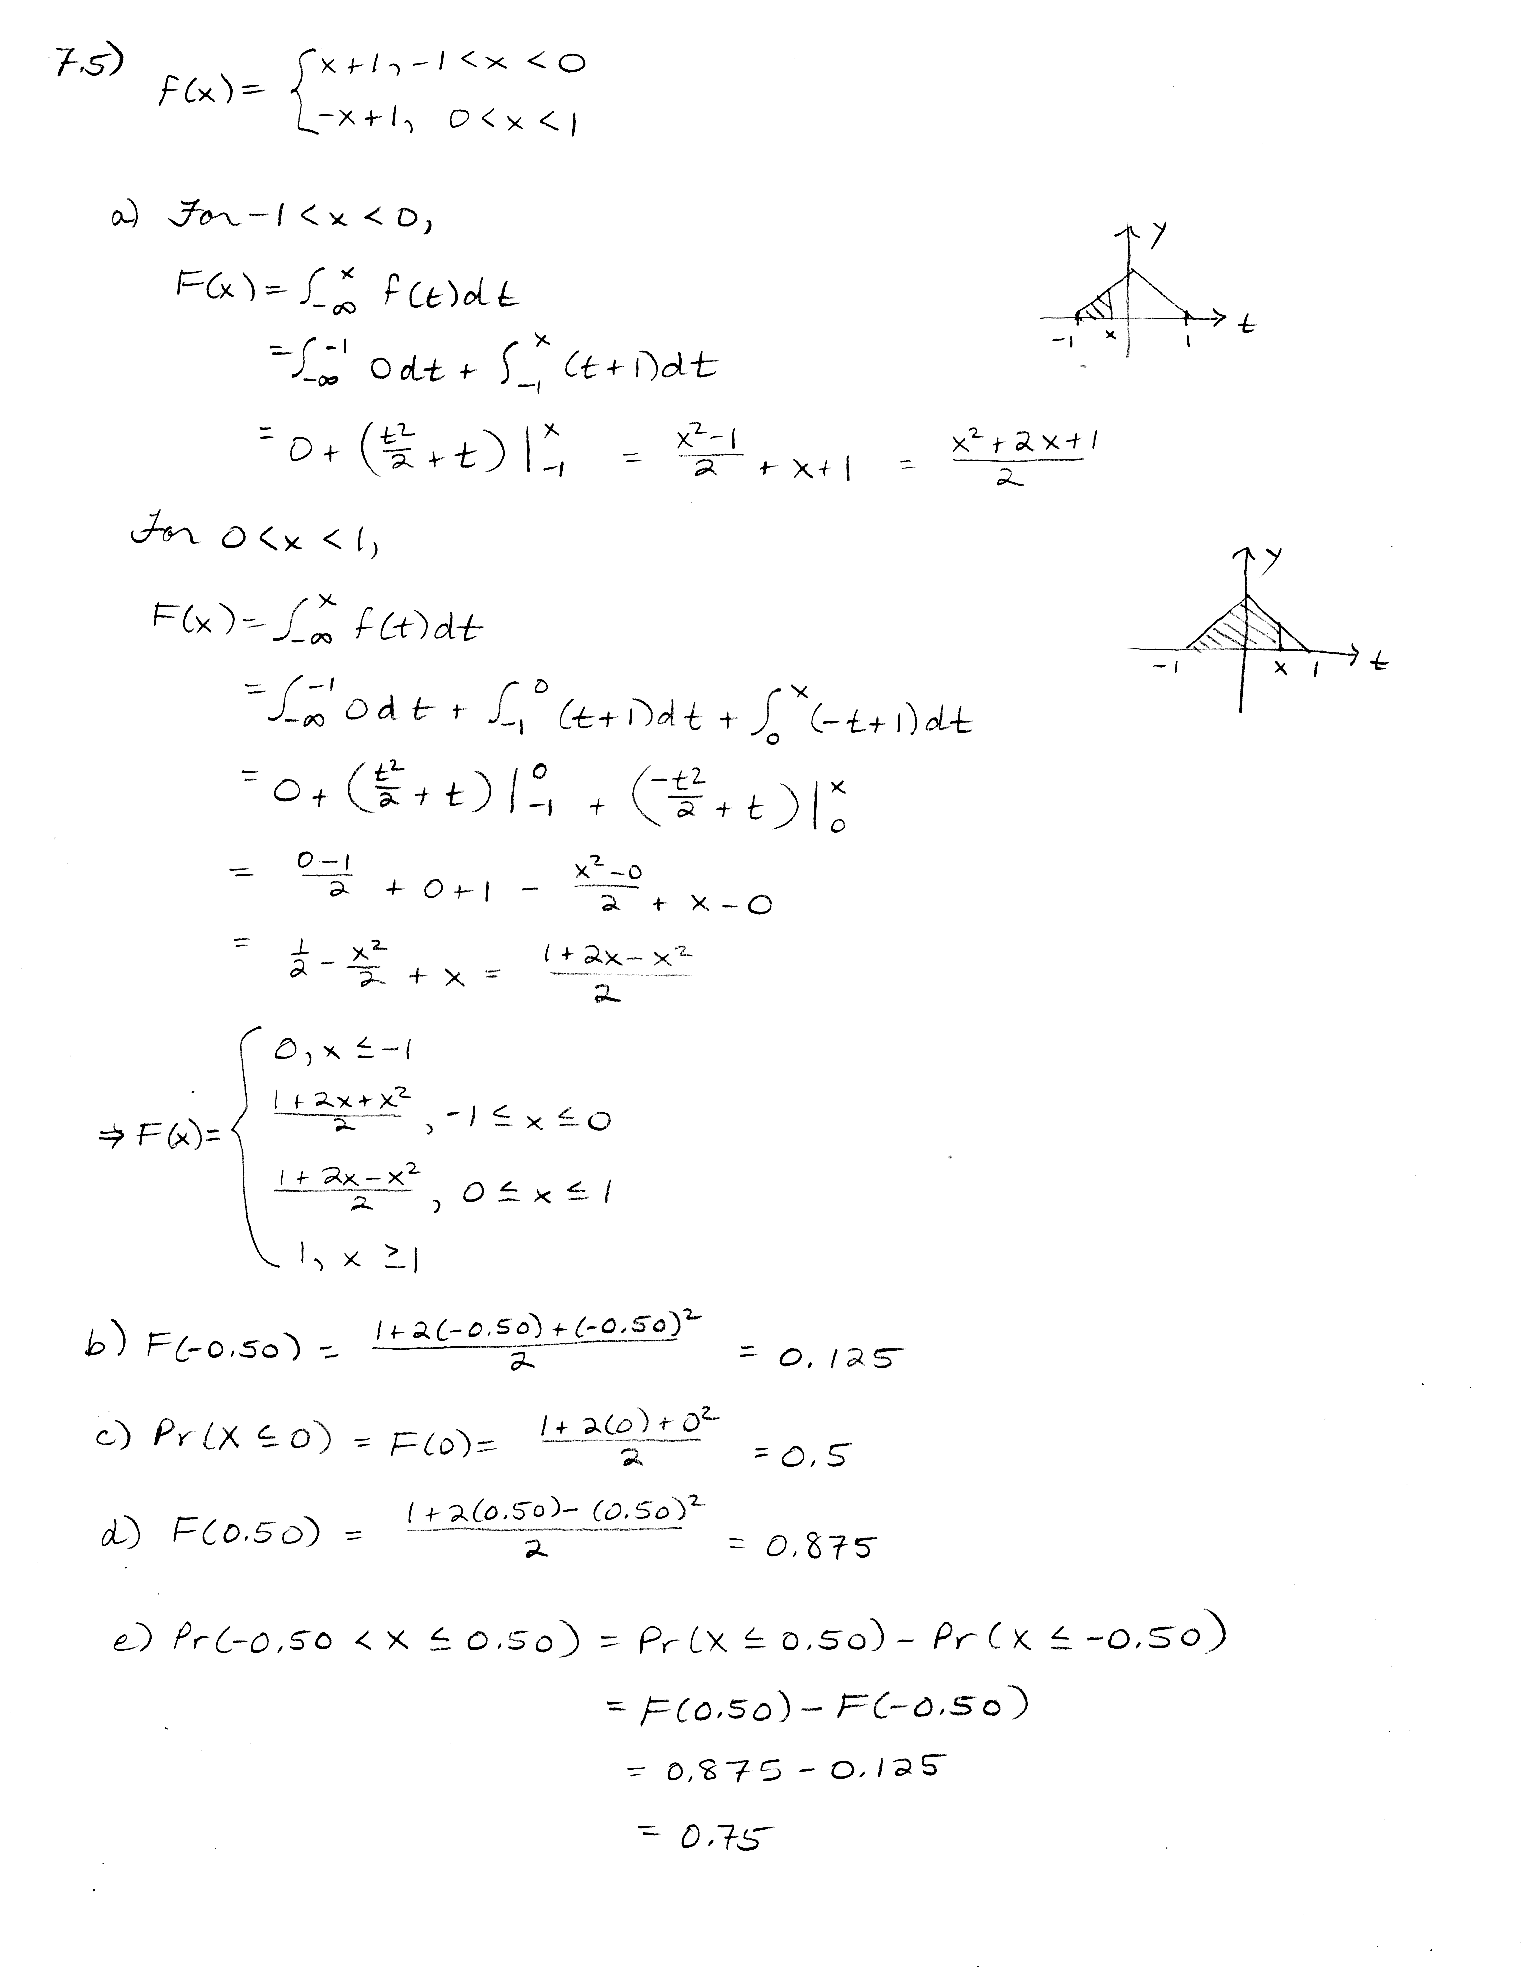 7.5)
f(x) = { x+1, -1<x<0
-x+1, 0<x<1
a) For -1<x<0,
y
F(x) = ∫_{-∞}^{x} f(t)dt
-1 x 1 t
= ∫_{-∞}^{-1} 0dt + ∫_{-1}^{x} (t+1)dt
= 0 + (t²/2 + t) |_{-1}^{x} = (x²-1)/2 + x+1 = (x²+2x+1)/2
For 0<x<1,
y
F(x) = ∫_{-∞}^{x} f(t)dt
-1 x 1 t
= ∫_{-∞}^{-1} 0dt + ∫_{-1}^{0} (t+1)dt + ∫_{0}^{x} (-t+1)dt
= 0 + (t²/2 + t) |_{-1}^{0} + (-t²/2 + t) |_{0}^{x}
= (0-1)/2 + 0+1 - (x²-0)/2 + x-0
= 1/2 - x²/2 + x = (1+2x-x²)/2
⇒ F(x) = { 0, x ≤ -1
(1+2x+x²)/2, -1 ≤ x ≤ 0
(1+2x-x²)/2, 0 ≤ x ≤ 1
1, x ≥ 1
b) F(-0.50) = (1+2(-0.50)+(-0.50)²)/2 = 0.125
c) Pr(X ≤ 0) = F(0) = (1+2(0)+0²)/2 = 0.5
d) F(0.50) = (1+2(0.50)-(0.50)²)/2 = 0.875
e) Pr(-0.50 < X ≤ 0.50) = Pr(X ≤ 0.50) - Pr(X ≤ -0.50)
= F(0.50) - F(-0.50)
= 0.875 - 0.125
= 0.75